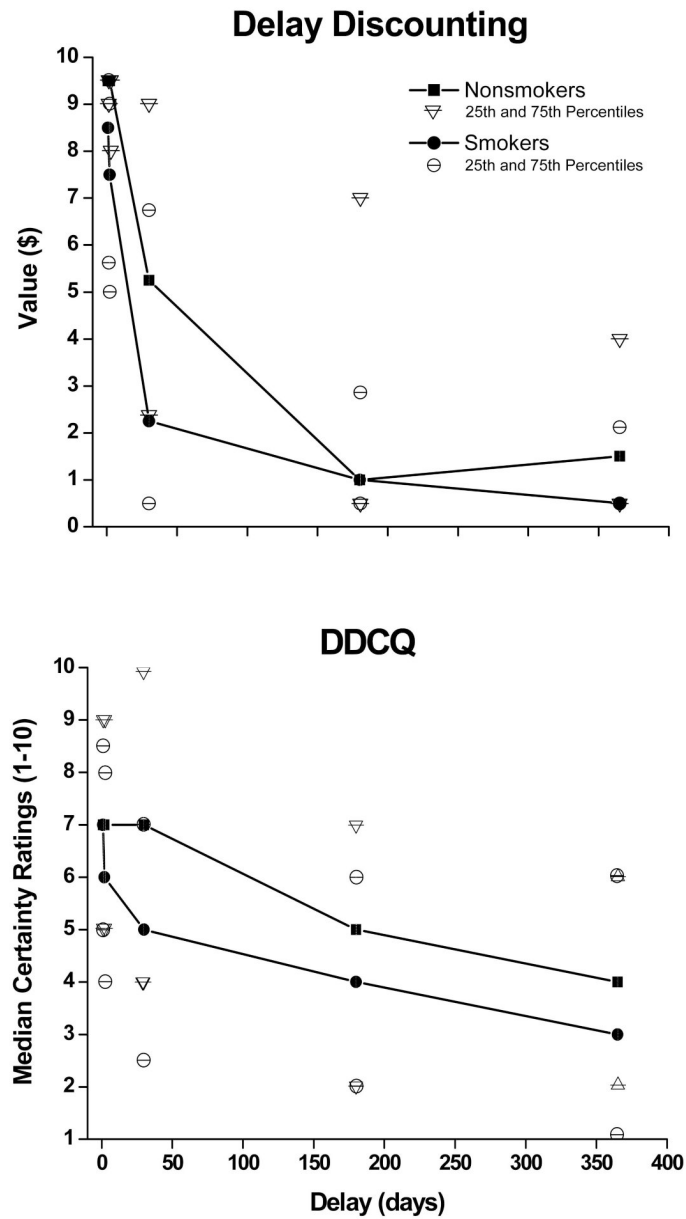 Delay Discounting
10
9
8
7
6
5
4
3
2
1
0
Value ($)
Nonsmokers
25th and 75th Percentiles
Smokers
25th and 75th Percentiles
DDCQ
10
9
8
7
6
5
4
3
2
1
Median Certainty Ratings (1-10)
0 50 100 150 200 250 300 350 400
Delay (days)